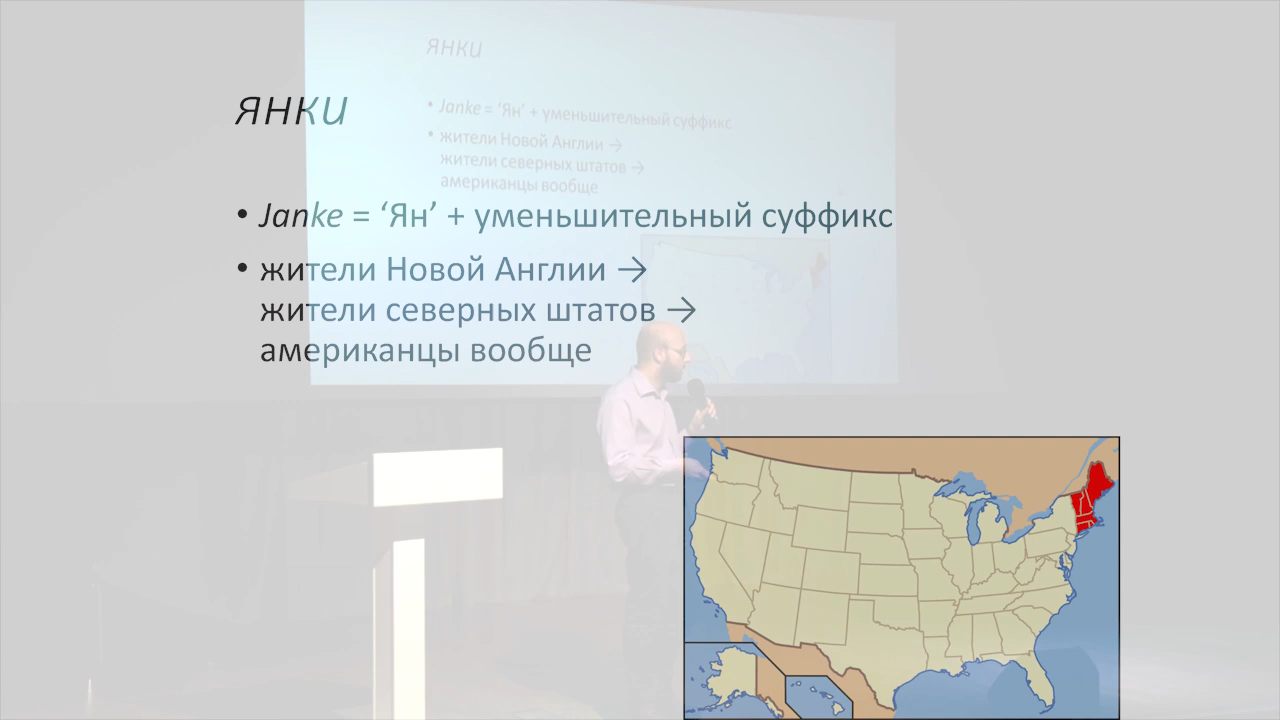 янки
• Janke = ‘Ян’ + уменьшительный суффикс
• жители Новой Англии →
жители северных штатов →
американцы вообще
янки
• Janke = ‘Ян’ + уменьшительный суффикс
• жители Новой Англии →
жители северных штатов →
американцы вообще